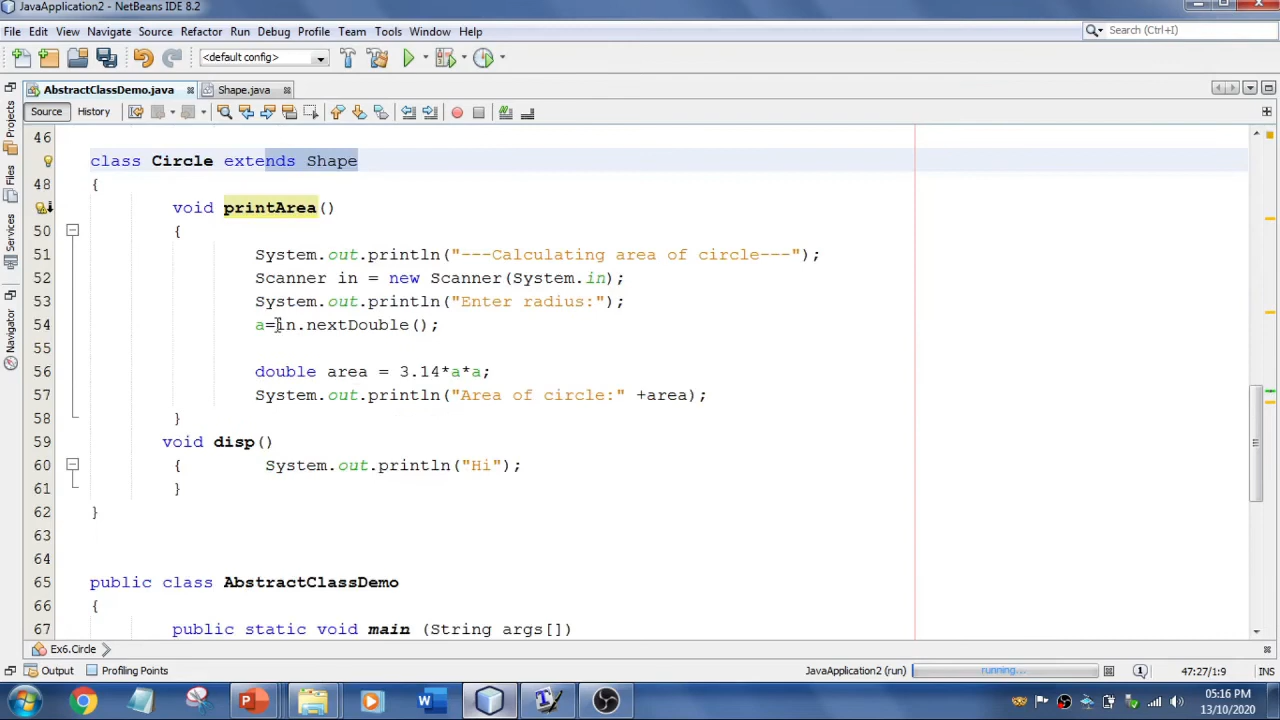 JavaApplication2 - NetBeans IDE 8.2
File Edit View Navigate Source Refactor Run Debug Profile Team Tools Window Help
Search (Ctrl+I)
<default config>
AbstractClassDemo.java Shape.java
Source History
Projects
Files
Services
Navigator
46
class Circle extends Shape
48 {
void printArea()
50 {
51 System.out.println("---Calculating area of circle---");
52 Scanner in = new Scanner(System.in);
53 System.out.println("Enter radius:");
54 a=in.nextDouble();
55
56 double area = 3.14*a*a;
57 System.out.println("Area of circle:" +area);
58 }
59 void disp()
60 { System.out.println("Hi");
61 }
62 }
63
64
65 public class AbstractClassDemo
66 {
67 public static void main (String args[])
Ex6.Circle
Output Profiling Points JavaApplication2 (run) running... 1 47:27/1:9 INS
05:16 PM
13/10/2020